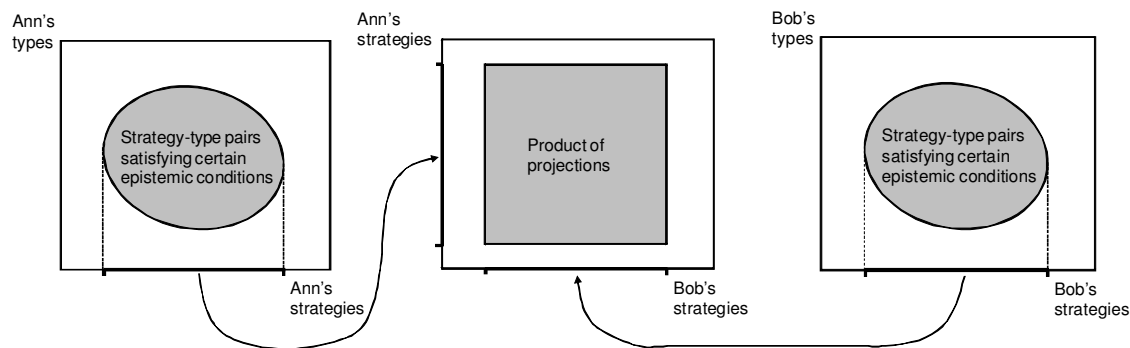 Ann's
types
Strategy-type pairs
satisfying certain
epistemic conditions
Ann's
strategies
Ann's
strategies
Product of
projections
Bob's
strategies
Bob's
types
Strategy-type pairs
satisfying certain
epistemic conditions
Bob's
strategies